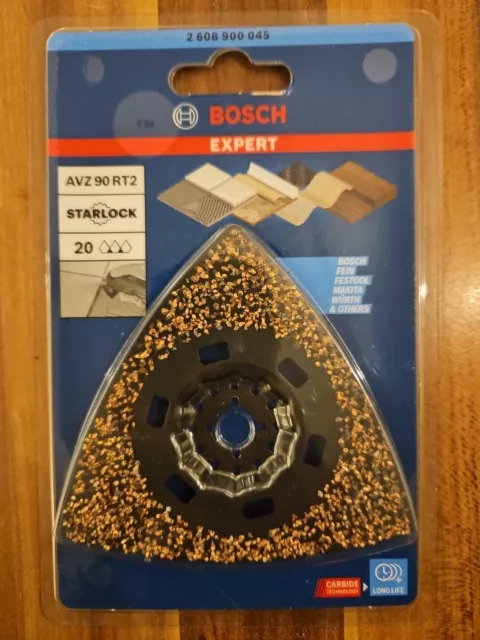 2 608 900 045
BOSCH
EXPERT
AVZ 90 RT2
STARLOCK
20
BOSCH
FEIN
FESTOOL
MAKITA
WÜRTH
& OTHERS
CARBIDE
TECHNOLOGY
LONG LIFE